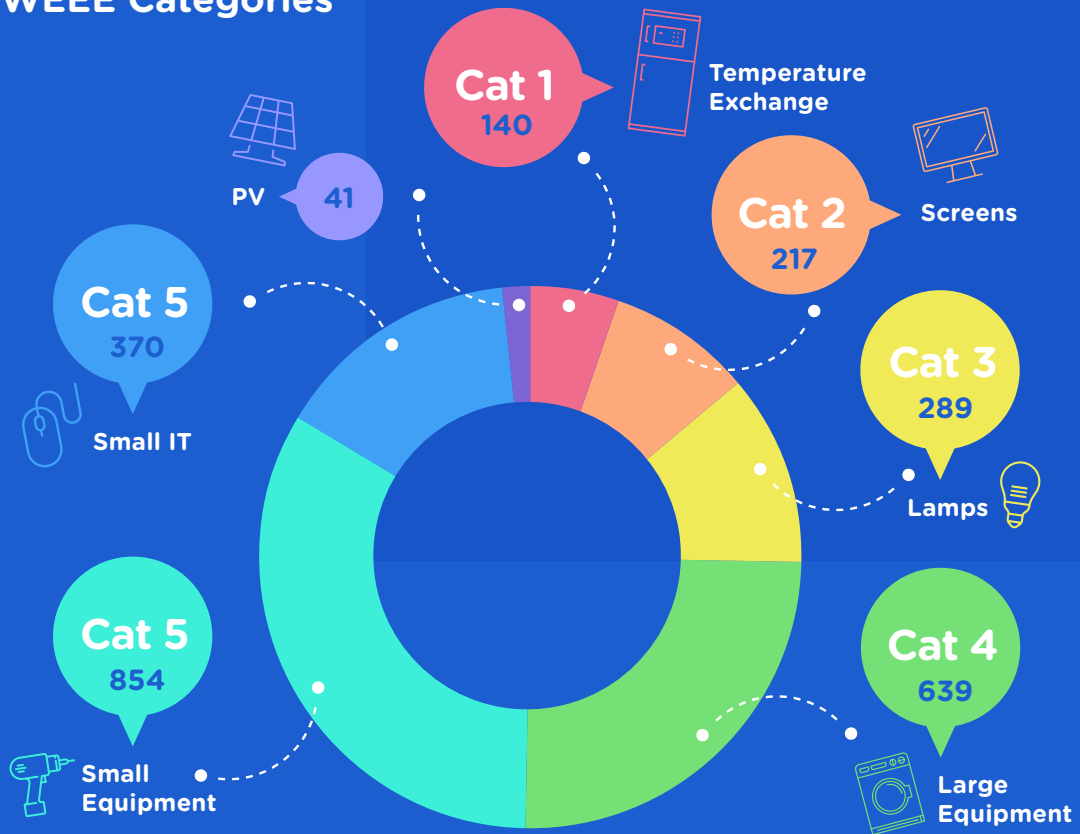 WEEE Categories
Cat 1
140
Temperature
Exchange
Cat 2
217
Screens
PV
41
Cat 5
370
Small IT
Cat 3
289
Lamps
Cat 5
854
Small
Equipment
Cat 4
639
Large
Equipment